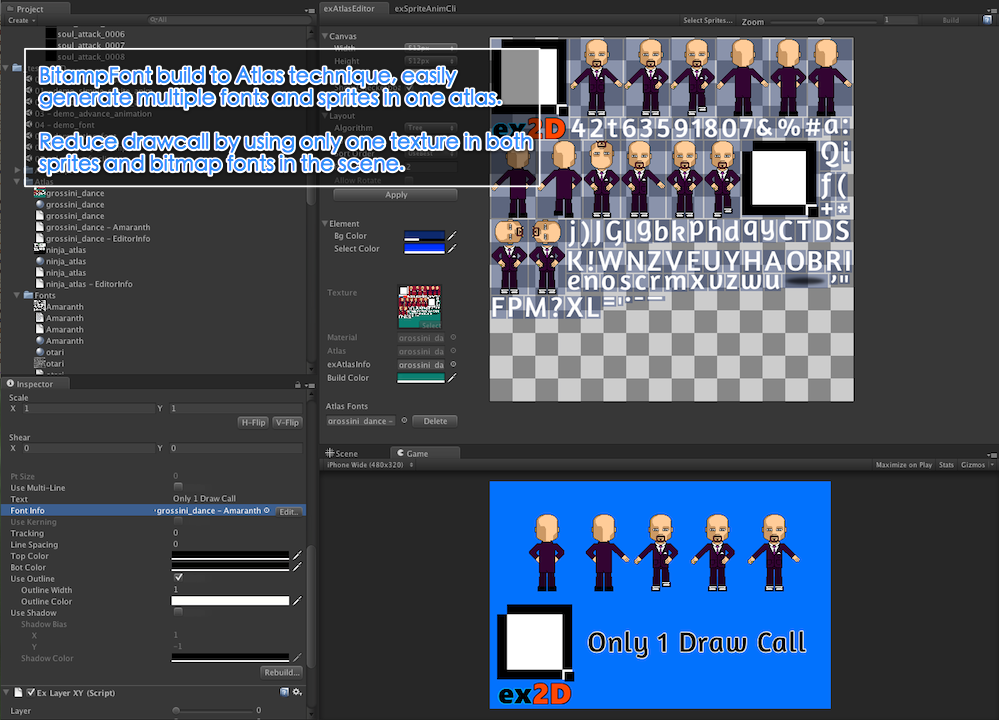 Project
Create
All
soul_attack_0006
soul_attack_0007
soul_attack_0008
BitampFont build to Atlas technique, easily
generate multiple fonts and sprites in one atlas.
03 - demo_advance_animation
04 - demo_font
Reduce drawcall by using only one texture in both
sprites and bitmap fonts in the scene.
Atlas
grossini_dance
grossini_dance
grossini_dance
grossini_dance - Amaranth
grossini_dance - EditorInfo
ninja_atlas
ninja_atlas
ninja_atlas
ninja_atlas - EditorInfo
Fonts
Amaranth
Amaranth
Amaranth
Amaranth
otari
otari
Inspector
Scale
X 1 Y 1
H-Flip V-Flip
Shear
X 0 Y 0
Pt Size 0
Use Multi-Line
Text Only 1 Draw Call
Font Info grossini_dance - Amaranth Edit...
Use Kerning
Tracking 0
Line Spacing 0
Top Color
Bot Color
Use Outline
Outline Width 1
Outline Color
Use Shadow
Shadow Bias
X 1
Y -1
Shadow Color
Rebuild...
Ex Layer XY (Script)
Layer 0
exAtlasEditor exSpriteAnimCli
Select Sprites... Zoom 1 Build
Canvas
Width
Height 512px
Layout
Algorithm Tree
Apply
Element
Bg Color
Select Color
Texture
Select
Material
Atlas
exAtlasInfo
Build Color
Atlas Fonts
Delete
ex2D 42t63591807&%#a:
Qi
f(
+*
j)JGlgbkPhdqyCTDS
K!WNZVEUYHAOBRI
enoscrmxvzwu ,'"
FPM?XL=
Scene Game
iPhone Wide (480x320) Maximize on Play Stats Gizmos
Only 1 Draw Call
ex2D